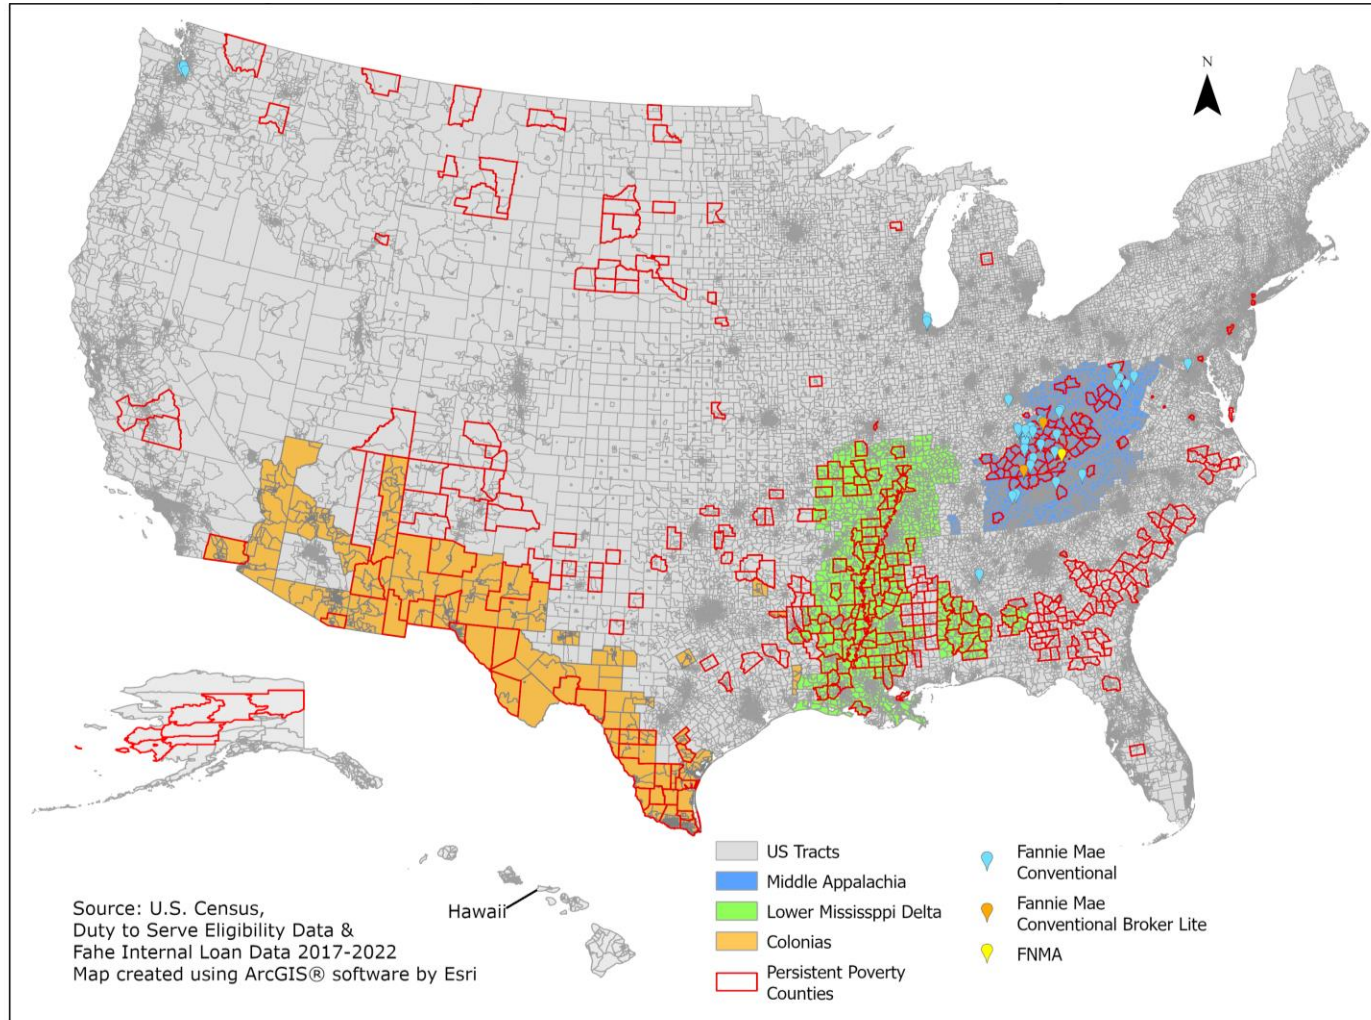 N
Hawaii
Source: U.S. Census,
Duty to Serve Eligibility Data &
Fahe Internal Loan Data 2017-2022
Map created using ArcGIS® software by Esri
US Tracts
Middle Appalachia
Lower Mississppi Delta
Colonias
Persistent Poverty
Counties
Fannie Mae
Conventional
Fannie Mae
Conventional Broker Lite
FNMA